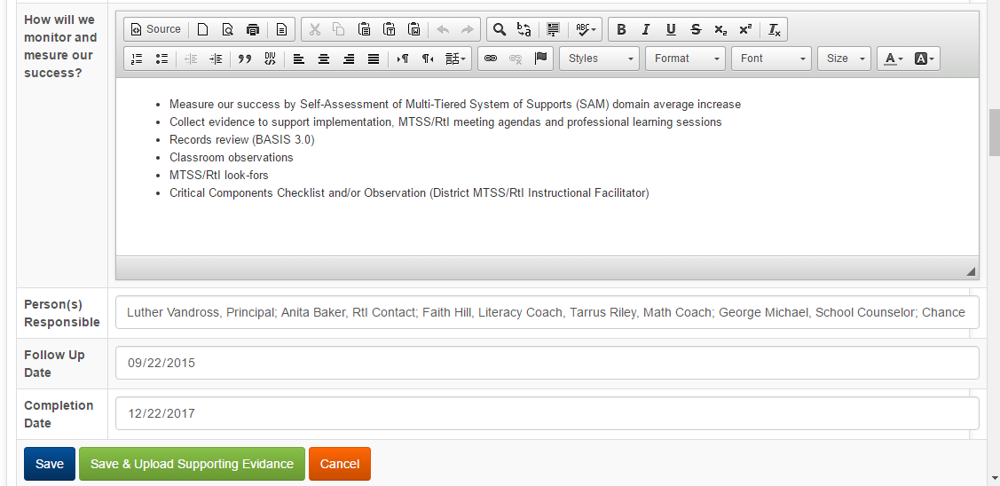 How will we
monitor and
mesure our
success?
Source
B I U S x₂ x² Tx
Styles Format Font Size A A
Measure our success by Self-Assessment of Multi-Tiered System of Supports (SAM) domain average increase
Collect evidence to support implementation, MTSS/RtI meeting agendas and professional learning sessions
Records review (BASIS 3.0)
Classroom observations
MTSS/RtI look-fors
Critical Components Checklist and/or Observation (District MTSS/RtI Instructional Facilitator)
Person(s)
Responsible
Luther Vandross, Principal; Anita Baker, RtI Contact; Faith Hill, Literacy Coach, Tarrus Riley, Math Coach; George Michael, School Counselor; Chance
Follow Up
Date
09/22/2015
Completion
Date
12/22/2017
Save
Save & Upload Supporting Evidence
Cancel